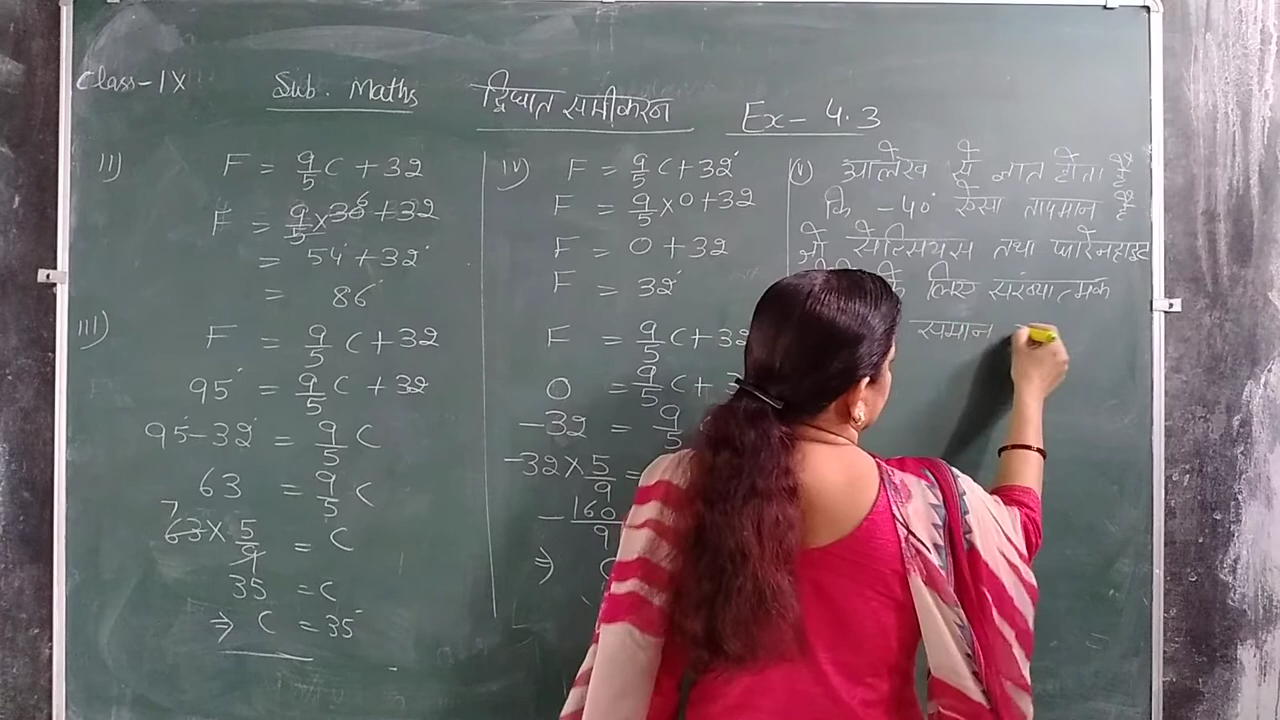 Class-IX Sub. Maths द्विघात समीकरन Ex-4.3
II) F = 9/5 C + 32
F = 9/5 × 30 6 + 32
= 54 + 32°
= 86°
III) F = 9/5 C + 32
95° = 9/5 C + 32
95-32 = 9/5 C
63 = 9/5 C
7 63 × 5/9 = C
35 = C
⇒ C = 35°
IV) F = 9/5 C + 32°
F = 9/5 × 0 + 32
F = 0 + 32
F = 32°
F = 9/5 C + 32
0 = 9/5 C +
-32 = 9/5
-32 × 5/9 =
- 160/9
⇒
(V) आलेख से ज्ञात होता है
कि -40° ऐसा तापमान है
जो सेल्सियस तथा फारेनहाइट
के लिए संख्यात्मक
समान